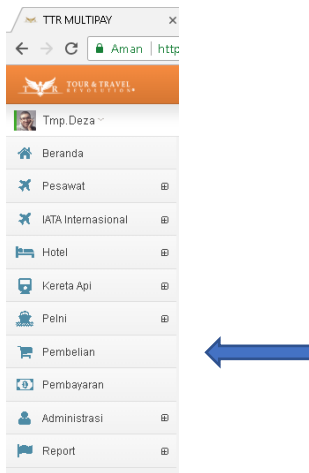 TTR MULTIPAY
Aman | http
T T R TOUR & TRAVEL
REVOLUTION
Tmp.Deza
Beranda
Pesawat
IATA Internasional
Hotel
Kereta Api
Pelni
Pembelian
Pembayaran
Administrasi
Report